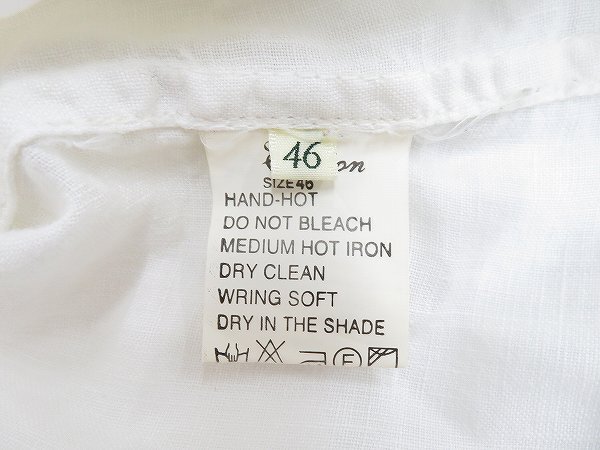 46
SIZE46
HAND-HOT
DO NOT BLEACH
MEDIUM HOT IRON
DRY CLEAN
WRING SOFT
DRY IN THE SHADE
F